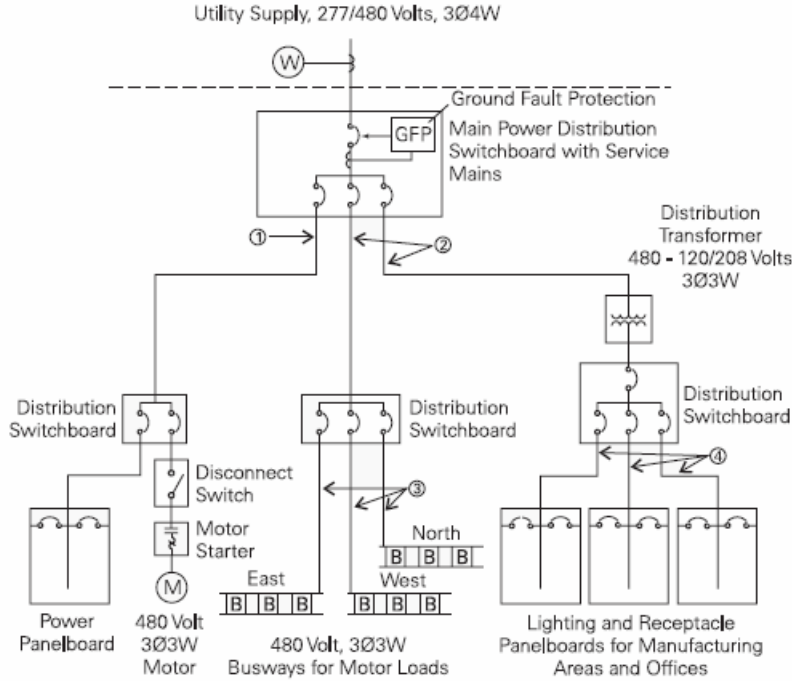 Utility Supply, 277/480 Volts, 3Ø4W
W
Ground Fault Protection
GFP
Main Power Distribution
Switchboard with Service
Mains
①
②
Distribution
Transformer
480 - 120/208 Volts
3Ø3W
Distribution
Switchboard
Distribution
Switchboard
Distribution
Switchboard
Disconnect
Switch
Motor
Starter
M
③
④
North
B B B
East
B B B
West
B B B
Power
Panelboard
480 Volt
3Ø3W
Motor
480 Volt, 3Ø3W
Busways for Motor Loads
Lighting and Receptacle
Panelboards for Manufacturing
Areas and Offices